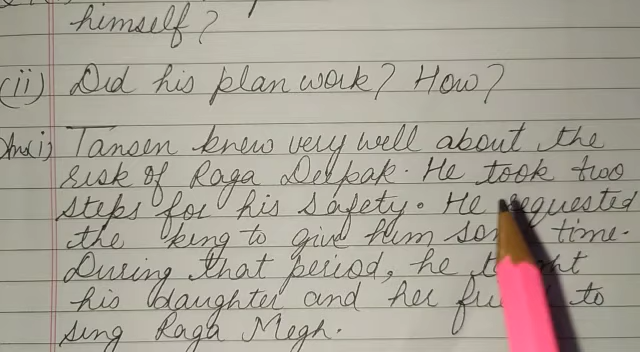 himself?
(ii) Did his plan work? How?
Ans(i) Tansen knew very well about the
risk of Raga Deepak. He took two
steps for his safety. He requested
the king to give him time.
During that period, he
his daughter and her to
sing Raga Megh.